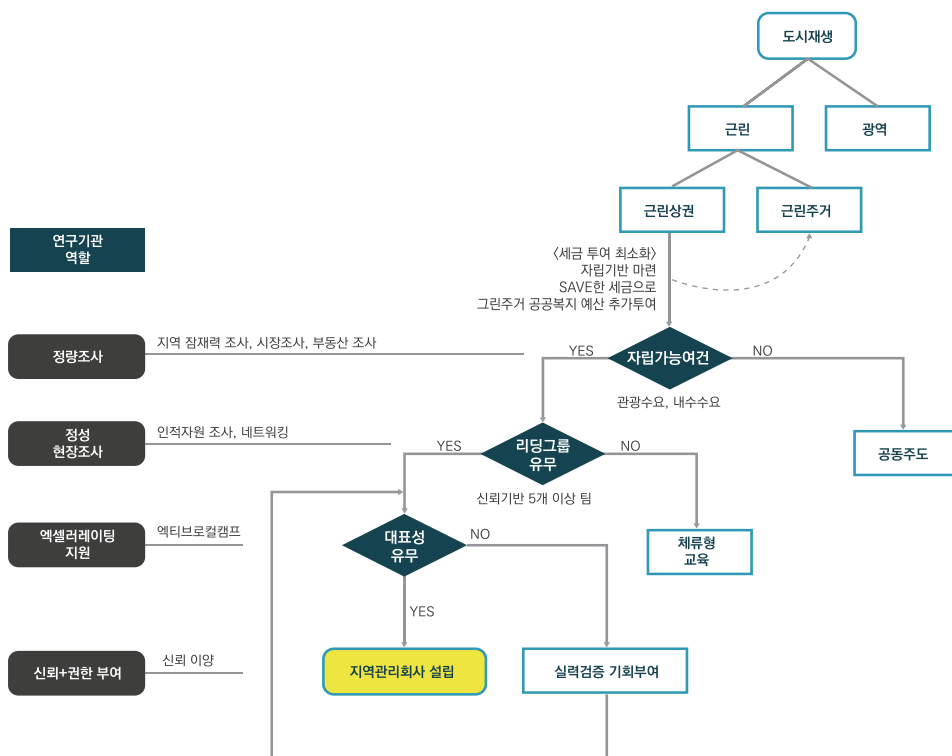 도시재생
근린
광역
근린상권
근린주거
연구기관
역할
〈세금 투여 최소화〉
자립기반 마련
SAVE한 세금으로
그린주거 공공복지 예산 추가투여
정량조사
지역 잠재력 조사, 시장조사, 부동산 조사
YES
자립가능여건
NO
관광수요, 내수수요
정성
현장조사
인적자원 조사, 네트워킹
YES
리딩그룹
유무
NO
공동주도
신뢰기반 5개 이상 팀
엑셀러레이팅
지원
엑티브로컬캠프
대표성
유무
NO
체류형
교육
YES
신뢰+권한 부여
신뢰 이양
지역관리회사 설립
실력검증 기회부여